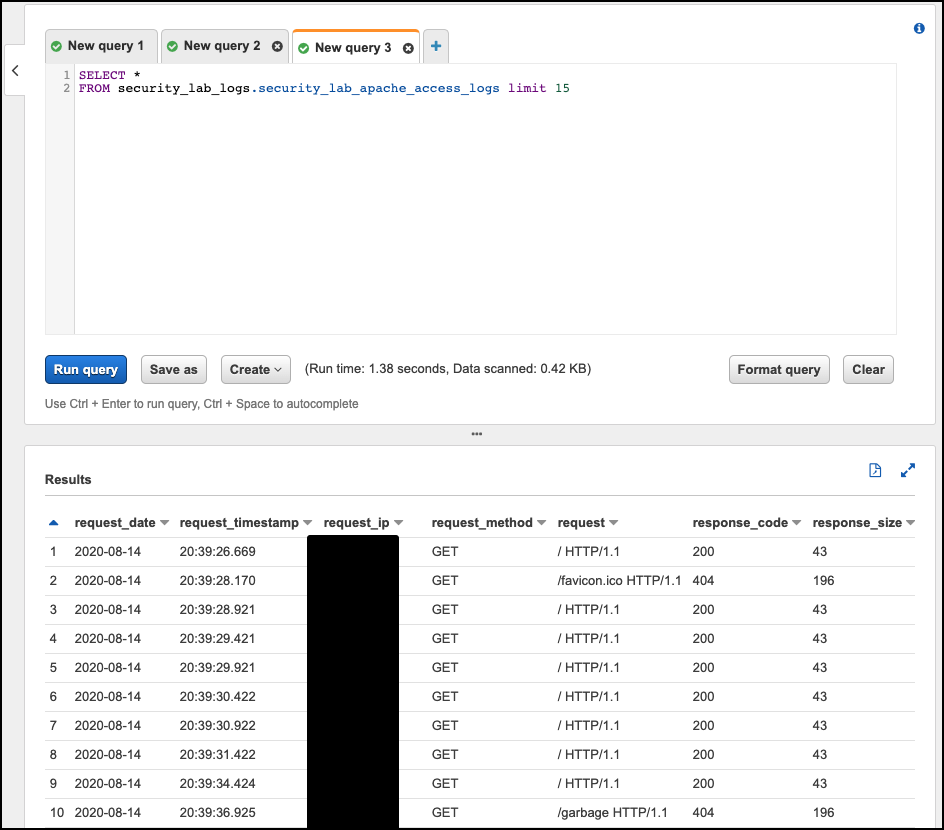 New query 1 New query 2 New query 3 +
1 SELECT *
2 FROM security_lab_logs.security_lab_apache_access_logs limit 15
Run query Save as Create (Run time: 1.38 seconds, Data scanned: 0.42 KB) Format query Clear
Use Ctrl + Enter to run query, Ctrl + Space to autocomplete
Results
request_date request_timestamp request_ip request_method request response_code response_size
1 2020-08-14 20:39:26.669 GET / HTTP/1.1 200 43
2 2020-08-14 20:39:28.170 GET /favicon.ico HTTP/1.1 404 196
3 2020-08-14 20:39:28.921 GET / HTTP/1.1 200 43
4 2020-08-14 20:39:29.421 GET / HTTP/1.1 200 43
5 2020-08-14 20:39:29.921 GET / HTTP/1.1 200 43
6 2020-08-14 20:39:30.422 GET / HTTP/1.1 200 43
7 2020-08-14 20:39:30.922 GET / HTTP/1.1 200 43
8 2020-08-14 20:39:31.422 GET / HTTP/1.1 200 43
9 2020-08-14 20:39:34.424 GET / HTTP/1.1 200 43
10 2020-08-14 20:39:36.925 GET /garbage HTTP/1.1 404 196